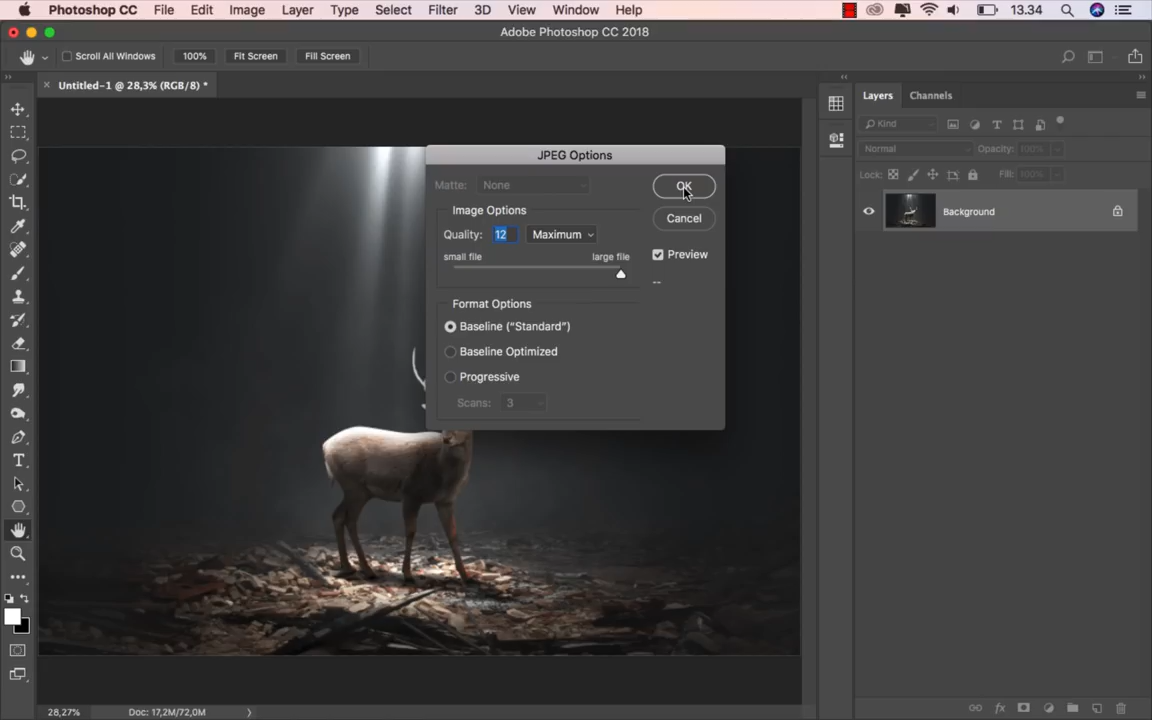 Photoshop CC File Edit Image Layer Type Select Filter 3D View Window Help 13.34
Adobe Photoshop CC 2018
Scroll All Windows 100% Fit Screen Fill Screen
Untitled-1 @ 28,3% (RGB/8) *
Layers Channels
Kind
Normal Opacity: 100%
Lock: Fill: 100%
Background
JPEG Options
Matte: None
OK
Image Options
Cancel
Quality: 12 Maximum
small file large file
Preview
--
Format Options
Baseline (“Standard”)
Baseline Optimized
Progressive
Scans: 3
28,27% Doc: 17,2M/72,0M